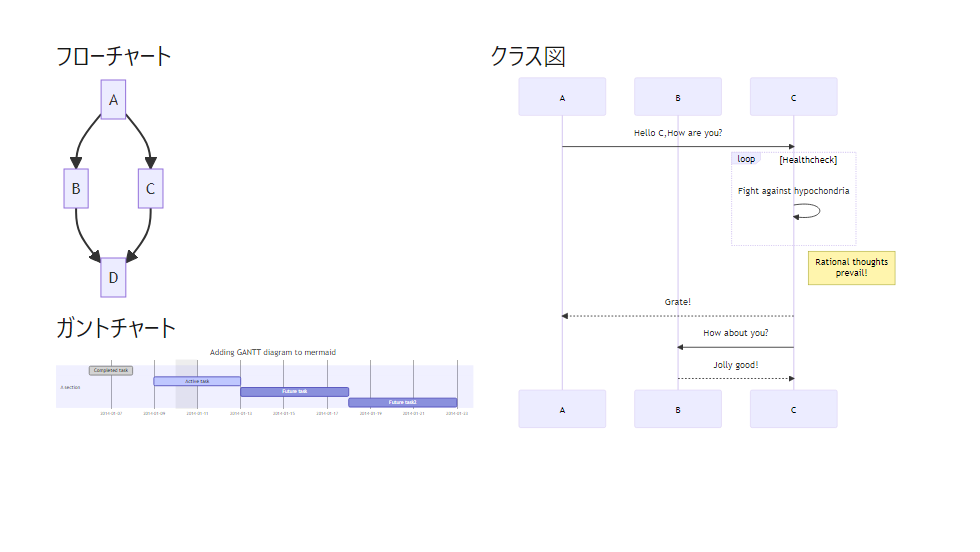 フローチャート
A
B
C
D
ガントチャート
Adding GANTT diagram to mermaid
Completed task
A section
Active task
Future task
Future task2
2014-01-07
2014-01-09
2014-01-11
2014-01-13
2014-01-15
2014-01-17
2014-01-19
2014-01-21
2014-01-23
クラス図
A
B
C
Hello C,How are you?
loop
[Healthcheck]
Fight against hypochondria
Rational thoughts
prevail!
Grate!
How about you?
Jolly good!
A
B
C